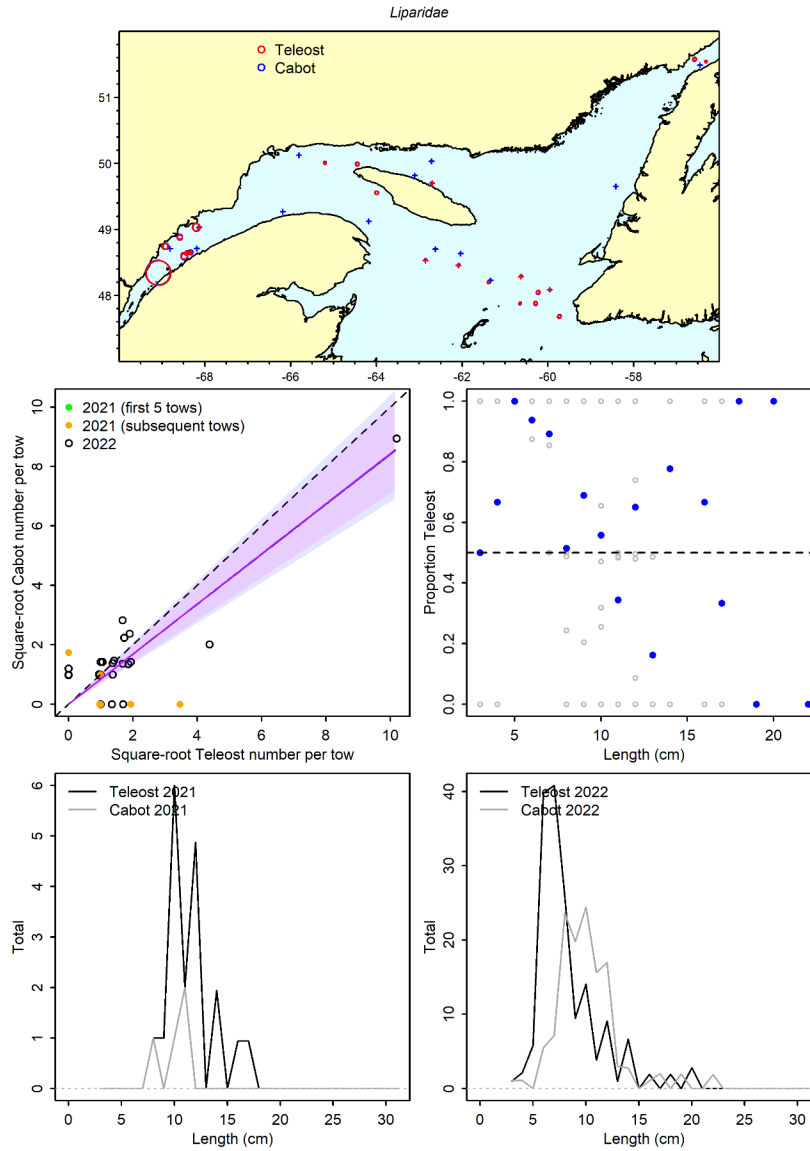 Liparidae
Teleost
Cabot
51
50
49
48
-68 -66 -64 -62 -60 -58
2021 (first 5 tows)
2021 (subsequent tows)
2022
Square-root Cabot number per tow
0 2 4 6 8 10
0 2 4 6 8 10
Square-root Teleost number per tow
Proportion Teleost
0.0 0.2 0.4 0.6 0.8 1.0
5 10 15 20
Length (cm)
Teleost 2021
Cabot 2021
Total
0 1 2 3 4 5 6
0 5 10 15 20 25 30
Length (cm)
Teleost 2022
Cabot 2022
Total
0 10 20 30 40
0 5 10 15 20 25 30
Length (cm)